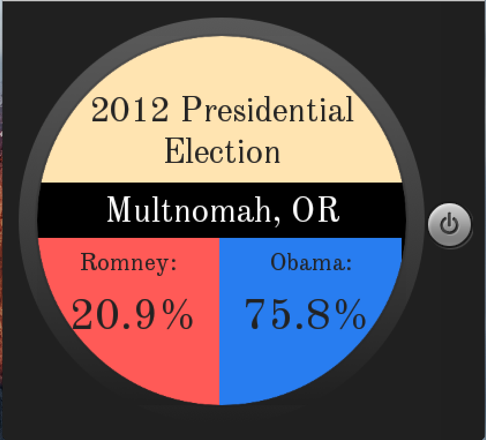 2012 Presidential
Election
Multnomah, OR
Romney: Obama:
20.9% 75.8%